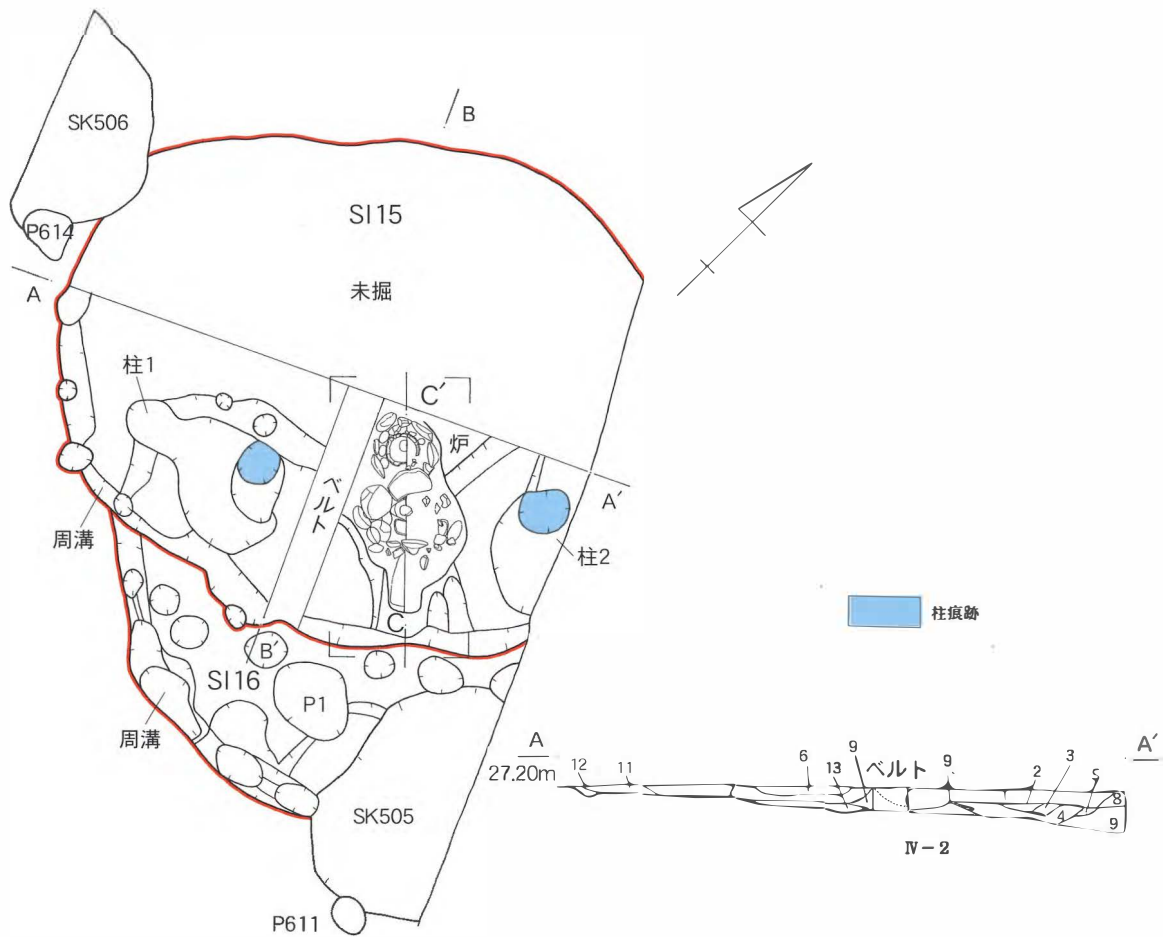 SK506
B
P614
SI15
A
未掘
柱1
C′
炉
ベルト
A′
周溝
柱2
柱痕跡
C
B′
SI16
P1
周溝
SK505
P611
A
27.20m
12
11
6
13
9
ベルト
9
2
3
5
8
4
9
A′
Ⅳ－2